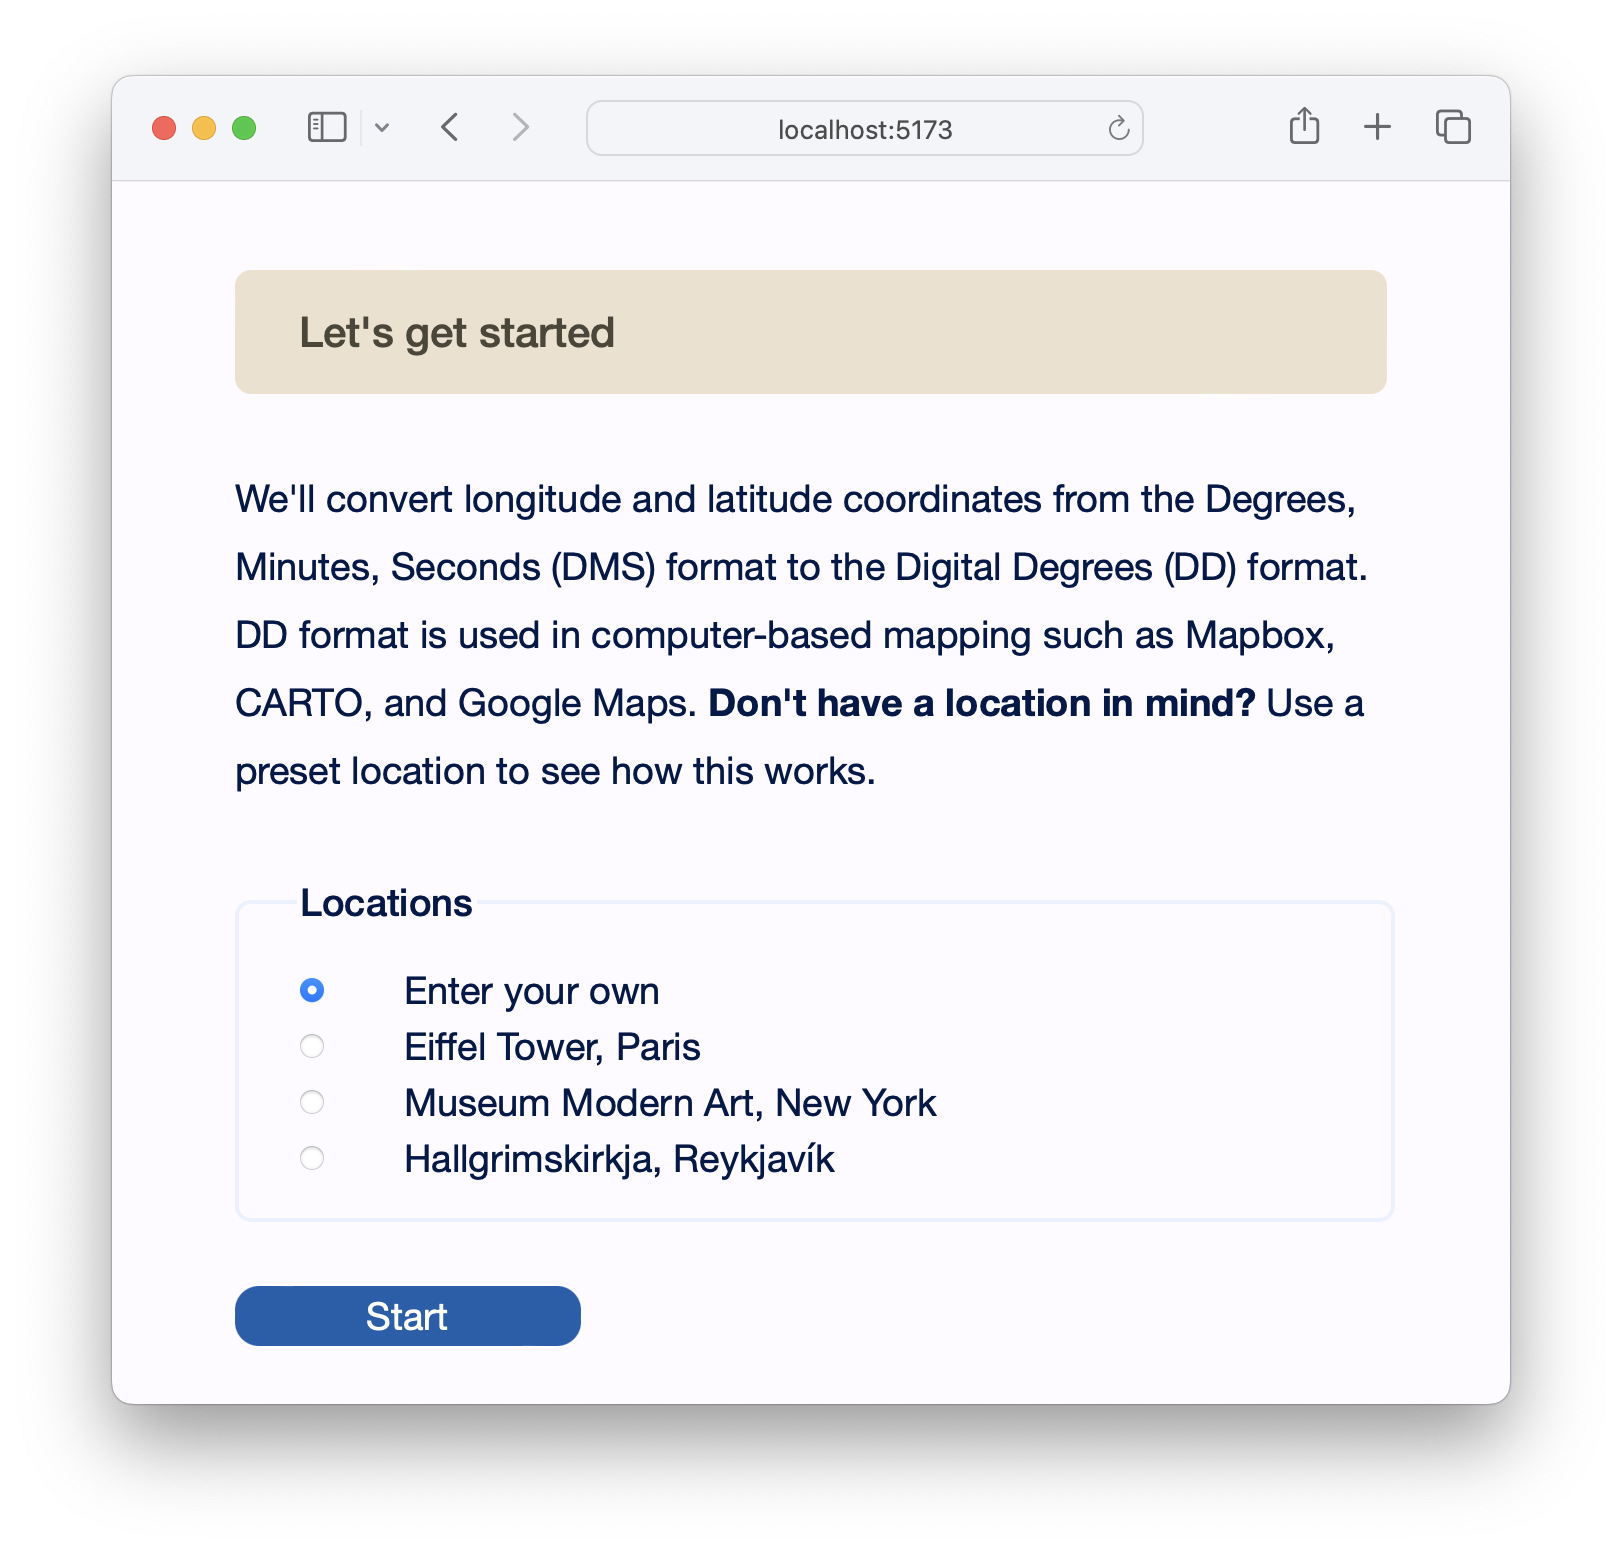 localhost:5173
Let's get started
We'll convert longitude and latitude coordinates from the Degrees,
Minutes, Seconds (DMS) format to the Digital Degrees (DD) format.
DD format is used in computer-based mapping such as Mapbox,
CARTO, and Google Maps. Don't have a location in mind? Use a
preset location to see how this works.
Locations
Enter your own
Eiffel Tower, Paris
Museum Modern Art, New York
Hallgrimskirkja, Reykjavík
Start